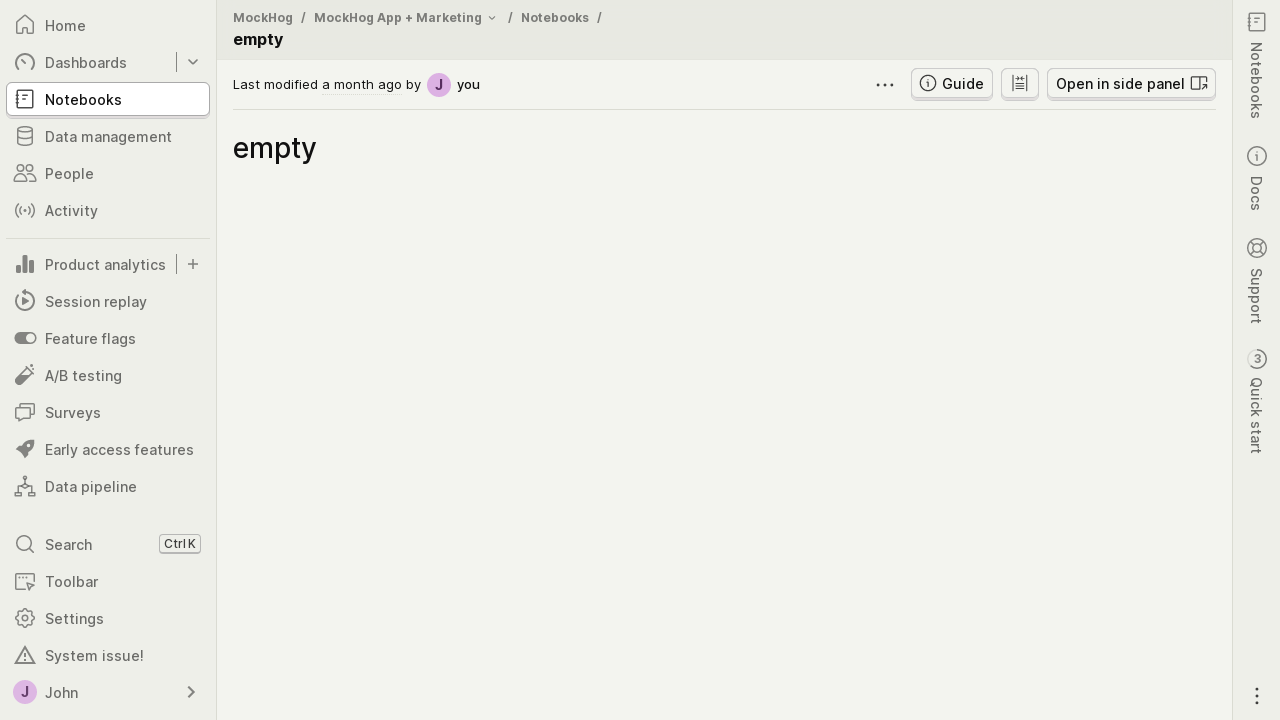 Home
Dashboards
Notebooks
Data management
People
Activity
Product analytics
Session replay
Feature flags
A/B testing
Surveys
Early access features
Data pipeline
Search Ctrl K
Toolbar
Settings
System issue!
J John
MockHog / MockHog App + Marketing / Notebooks /
empty
Last modified a month ago by J you
Guide
Open in side panel
empty
Notebooks
Docs
Support
3 Quick start